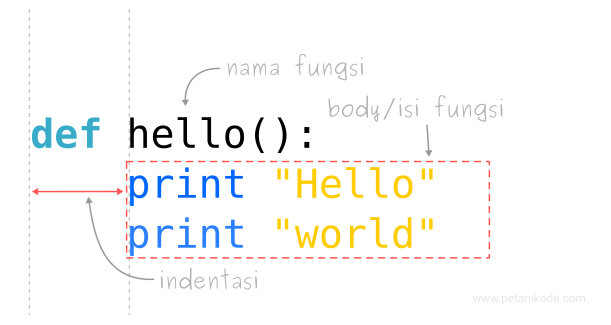 nama fungsi
body/isi fungsi
def hello():
print "Hello"
print "world"
indentasi
www.petanikode.com